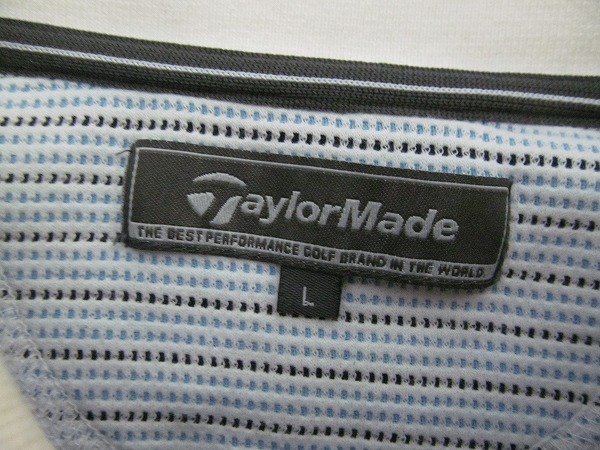 TaylorMade
THE BEST PERFORMANCE GOLF BRAND IN THE WORLD.
L